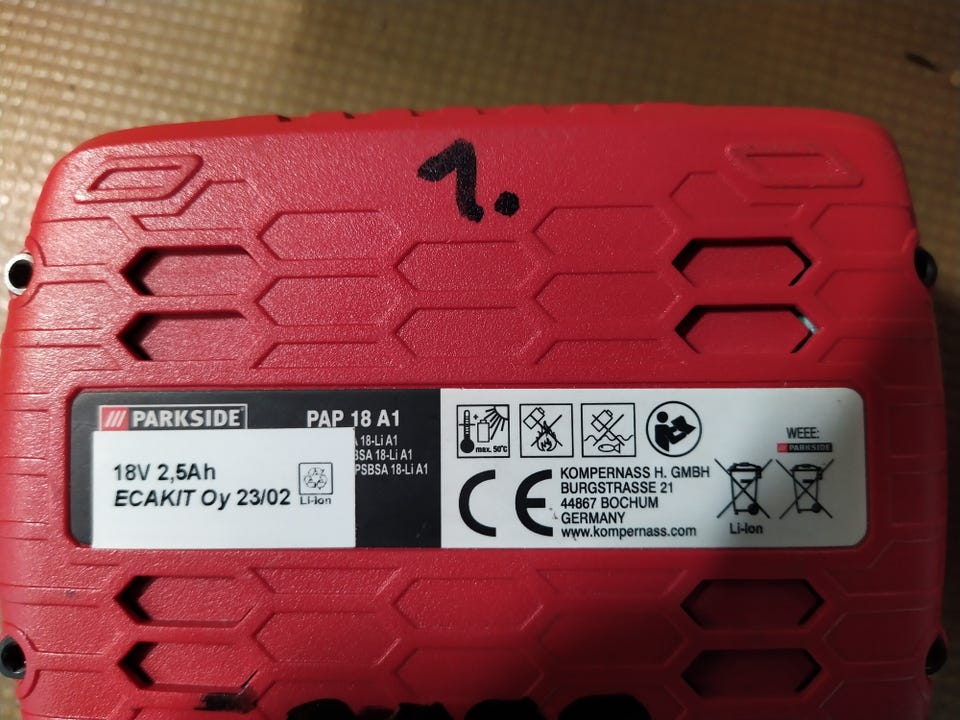 1.
PARKSIDE
PAP 18 A1
18-Li A1
BSA 18-Li A1
PSBSA 18-Li A1
18V 2,5Ah
ECAKIT Oy 23/02
Li-Ion
max. 50°C
KOMPERNASS H. GMBH
BURGSTRASSE 21
44867 BOCHUM
GERMANY
www.kompernass.com
CE
WEEE:
PARKSIDE
Li-Ion